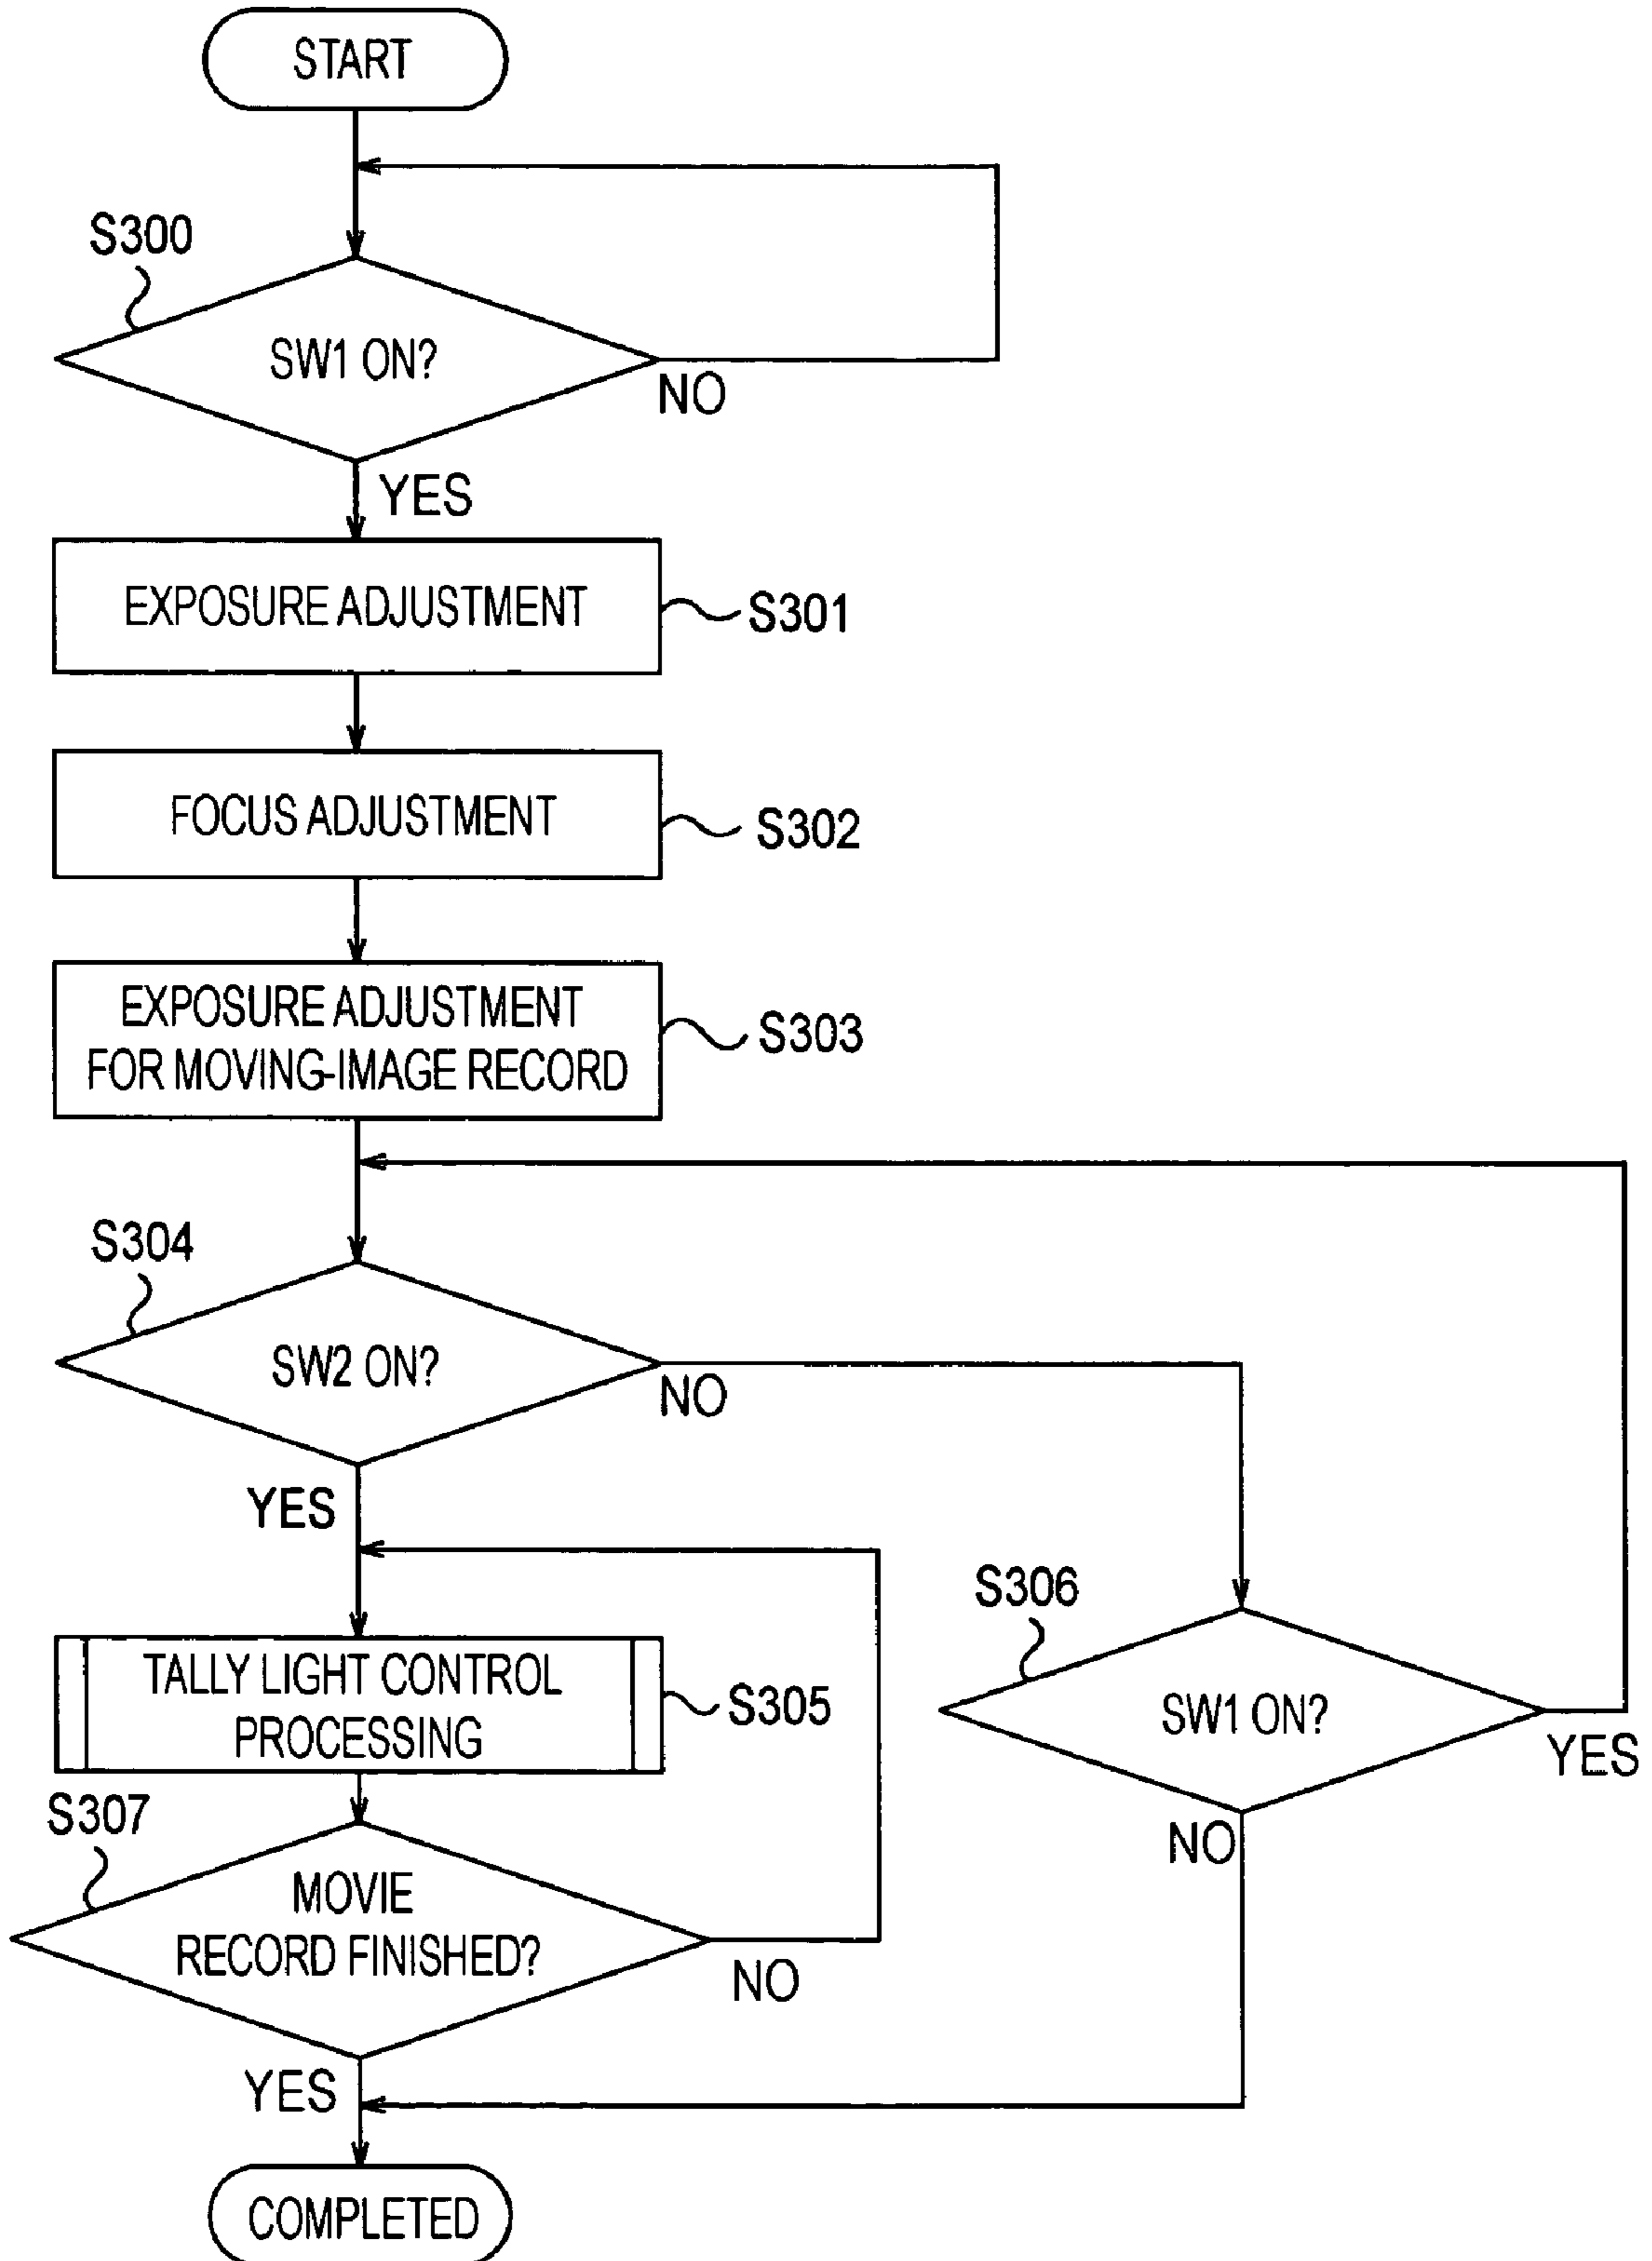 START
S300
SW1 ON?
NO
YES
EXPOSURE ADJUSTMENT
S301
FOCUS ADJUSTMENT
S302
EXPOSURE ADJUSTMENT
FOR MOVING-IMAGE RECORD
S303
S304
SW2 ON?
NO
YES
S306
SW1 ON?
YES
NO
TALLY LIGHT CONTROL
PROCESSING
S305
S307
MOVIE
RECORD FINISHED?
NO
YES
COMPLETED